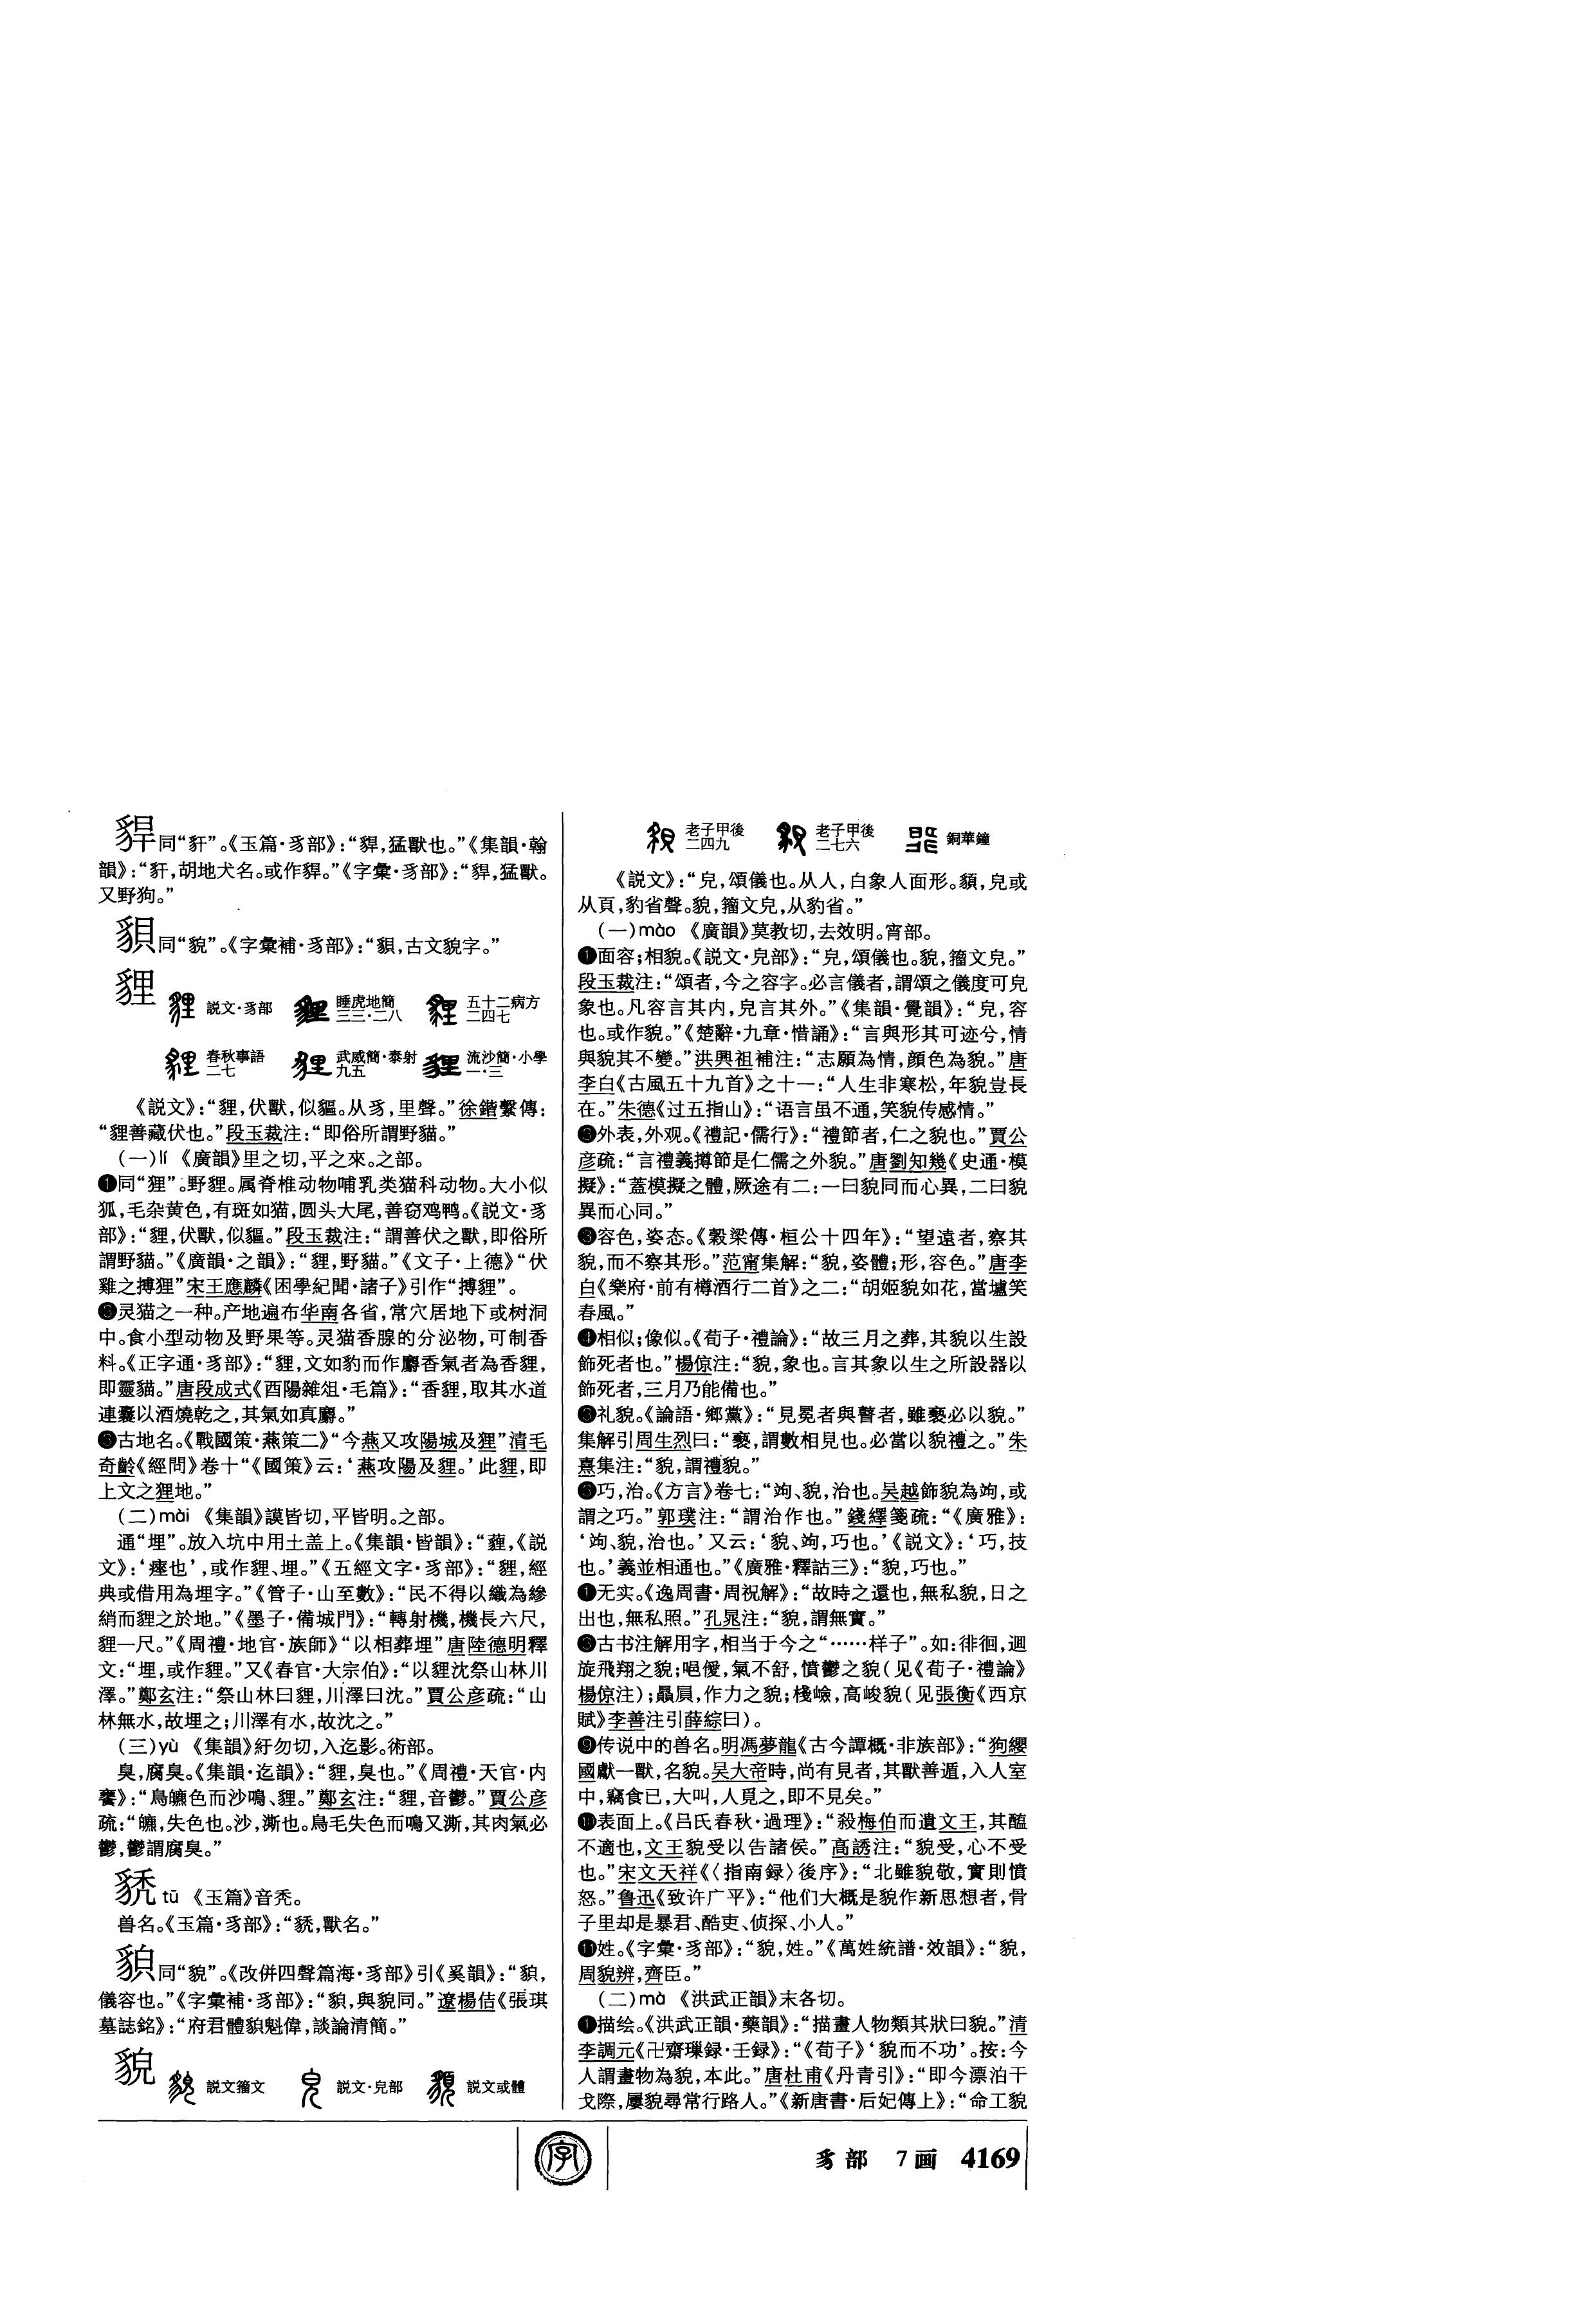 貋同“豻”。《玉篇·豸部》：“貋，猛獸也。”《集韻·翰
韻》：“豻，胡地犬名。或作貋。”《字彙·豸部》：“貋，猛獸。
又野狗。”
同“貌”。《字彙補·豸部》：“，古文貌字。”
貍
説文·豸部 睡虎地簡 三三·二八 五十二病方 二四七
春秋事語 二七 武威簡·泰射 九五 流沙簡·小學 一·三
《説文》：“貍，伏獸，似貙。从豸，里聲。”徐鍇繫傳：
“貍善藏伏也。”段玉裁注：“即俗所謂野貓。”
（一）lí 《廣韻》里之切，平之來。之部。
❶同“狸”。野貍。属脊椎动物哺乳类猫科动物。大小似
狐，毛杂黄色，有斑如猫，圆头大尾，善窃鸡鸭。《説文·豸
部》：“貍，伏獸，似貙。”段玉裁注：“謂善伏之獸，即俗所
謂野貓。”《廣韻·之韻》：“貍，野貓。”《文子·上德》“伏
雞之搏狸”宋王應麟《困學紀聞·諸子》引作“搏貍”。
❷灵猫之一种。产地遍布华南各省，常穴居地下或树洞
中。食小型动物及野果等。灵猫香腺的分泌物，可制香
料。《正字通·豸部》：“貍，文如豹而作麝香氣者為香貍，
即靈貓。”唐段成式《酉陽雜俎·毛篇》：“香貍，取其水道
連囊以酒燒乾之，其氣如真麝。”
❸古地名。《戰國策·燕策二》“今燕又攻陽城及狸”清毛
奇齡《經問》卷十“《國策》云：‘燕攻陽及貍。’此貍，即
上文之狸地。”
（二）mái 《集韻》謨皆切，平皆明。之部。
通“埋”。放入坑中用土盖上。《集韻·皆韻》：“薶，《説
文》：‘瘞也’，或作貍、埋。”《五經文字·豸部》：“貍，經
典或借用為埋字。”《管子·山至數》：“民不得以織為縿
綃而貍之於地。”《墨子·備城門》：“轉射機，機長六尺，
貍一尺。”《周禮·地官·族師》“以相葬埋”唐陸德明釋
文：“埋，或作貍。”又《春官·大宗伯》：“以貍沈祭山林川
澤。”鄭玄注：“祭山林曰貍，川澤曰沈。”賈公彦疏：“山
林無水，故埋之；川澤有水，故沈之。”
（三）yù 《集韻》紆勿切，入迄影。術部。
臭，腐臭。《集韻·迄韻》：“貍，臭也。”《周禮·天官·内
饔》：“鳥皫色而沙鳴、貍。”鄭玄注：“貍，音鬱。”賈公彦
疏：“皫，失色也。沙，澌也。鳥毛失色而鳴又澌，其肉氣必
鬱，鬱謂腐臭。”
tū 《玉篇》音禿。
兽名。《玉篇·豸部》：“，獸名。”
同“貌”。《改併四聲篇海·豸部》引《奚韻》：“，
儀容也。”《字彙補·豸部》：“，與貌同。”遼楊佶《張琪
墓誌銘》：“府君體魁偉，談論清簡。”
貌
説文籀文 説文·皃部 説文或體
老子甲後 二四九 老子甲後 二七六 銅華鐘
《説文》：“皃，頌儀也。从人，白象人面形。䫉，皃或
从頁，豹省聲。貌，籀文皃，从豹省。”
（一）mào 《廣韻》莫教切，去效明。宵部。
❶面容；相貌。《説文·皃部》：“皃，頌儀也。貌，籀文皃。”
段玉裁注：“頌者，今之容字。必言儀者，謂頌之儀度可皃
象也。凡容言其内，皃言其外。”《集韻·覺韻》：“皃，容
也。或作貌。”《楚辭·九章·惜誦》：“言與形其可迹兮，情
與貌其不變。”洪興祖補注：“志願為情，顔色為貌。”唐
李白《古風五十九首》之十一：“人生非寒松，年貌豈長
在。”朱德《过五指山》：“语言虽不通，笑貌传感情。”
❷外表，外观。《禮記·儒行》：“禮節者，仁之貌也。”賈公
彦疏：“言禮義撙節是仁儒之外貌。”唐劉知幾《史通·模
擬》：“蓋模擬之體，厥途有二：一曰貌同而心異，二曰貌
異而心同。”
❸容色，姿态。《穀梁傳·桓公十四年》：“望遠者，察其
貌，而不察其形。”范甯集解：“貌，姿體；形，容色。”唐李
白《樂府·前有樽酒行二首》之二：“胡姬貌如花，當壚笑
春風。”
❹相似；像似。《荀子·禮論》：“故三月之葬，其貌以生設
飾死者也。”楊倞注：“貌，象也。言其象以生之所設器以
飾死者，三月乃能備也。”
❺礼貌。《論語·鄉黨》：“見冕者與瞽者，雖褻必以貌。”
集解引周生烈曰：“褻，謂數相見也。必當以貌禮之。”朱
熹集注：“貌，謂禮貌。”
❻巧，治。《方言》卷七：“竘、貌，治也。吴越飾貌為竘，或
謂之巧。”郭璞注：“謂治作也。”錢繹箋疏：“《廣雅》：
‘竘、貌，治也。’又云：‘貌、竘，巧也。’《説文》：‘巧，技
也。’義並相通也。”《廣雅·釋詁三》：“貌，巧也。”
❼无实。《逸周書·周祝解》：“故時之還也，無私貌，日之
出也，無私照。”孔晁注：“貌，謂無實。”
❽古书注解用字，相当于今之“……样子”。如：徘徊，迴
旋飛翔之貌；唈僾，氣不舒，憤鬱之貌（见《荀子·禮論》
楊倞注）；贔屓，作力之貌；棧嶮，高峻貌（见張衡《西京
賦》李善注引薛綜曰）。
❾传说中的兽名。明馮夢龍《古今譚概·非族部》：“狗纓
國獻一獸，名貌。吴大帝時，尚有見者，其獸善遁，入人室
中，竊食已，大叫，人覓之，即不見矣。”
❿表面上。《吕氏春秋·過理》：“殺梅伯而遺文王，其醢
不適也，文王貌受以告諸侯。”高誘注：“貌受，心不受
也。”宋文天祥《〈指南録〉後序》：“北雖貌敬，實則憤
怒。”鲁迅《致许广平》：“他们大概是貌作新思想者，骨
子里却是暴君、酷吏、侦探、小人。”
⓫姓。《字彙·豸部》：“貌，姓。”《萬姓統譜·效韻》：“貌，
周貌辨，齊臣。”
（二）mò 《洪武正韻》末各切。
❶描绘。《洪武正韻·藥韻》：“描畫人物類其狀曰貌。”清
李調元《卍齋璅録·壬録》：“《荀子》‘貌而不功’。按：今
人謂畫物為貌，本此。”唐杜甫《丹青引》：“即今漂泊干
戈際，屢貌尋常行路人。”《新唐書·后妃傳上》：“命工貌
字
豸部 7画 4169